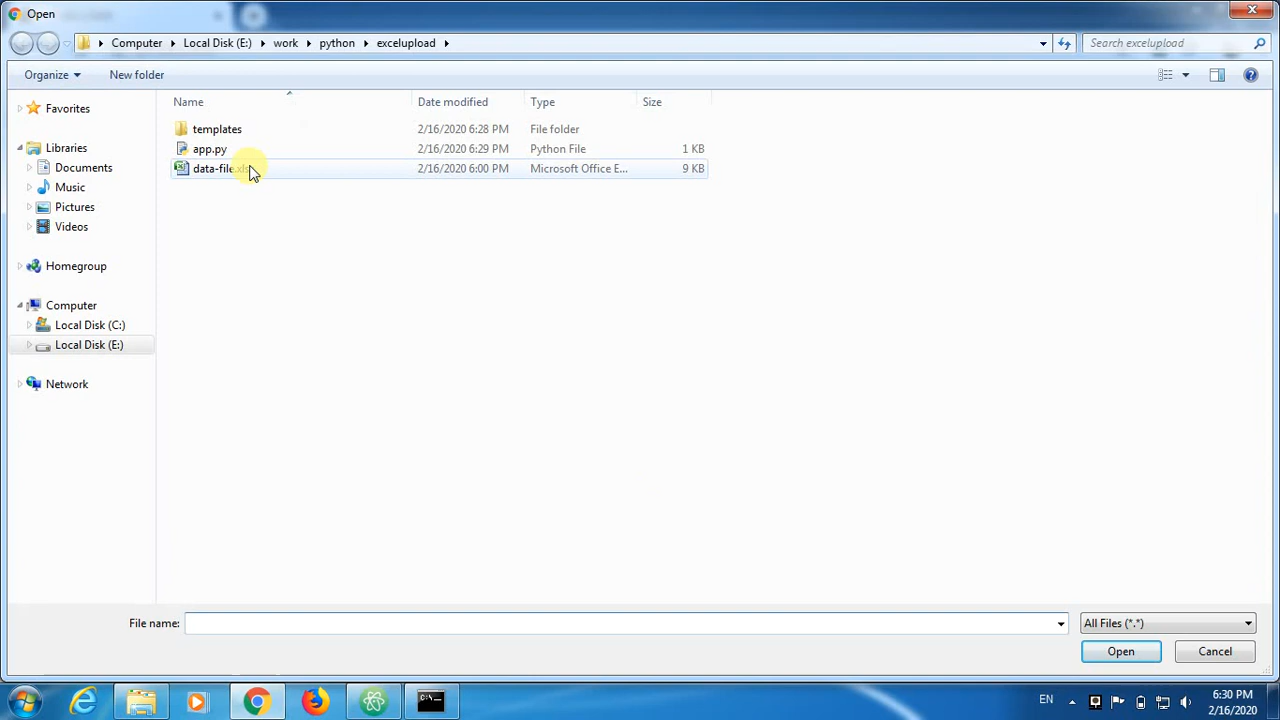 Open
Computer Local Disk (E:) work python excelupload
Search excelupload
Organize New folder
Name Date modified Type Size
Favorites
Libraries
Documents
Music
Pictures
Videos
Homegroup
Computer
Local Disk (C:)
Local Disk (E:)
Network
templates 2/16/2020 6:28 PM File folder
app.py 2/16/2020 6:29 PM Python File 1 KB
data-file.xls 2/16/2020 6:00 PM Microsoft Office E... 9 KB
File name: All Files (*.*)
Open Cancel
EN 6:30 PM
2/16/2020